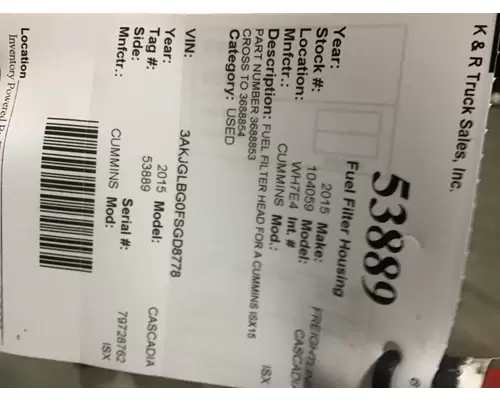 K & R Truck Sales, Inc.
53889
Fuel Filter Housing
Year: 2015 Make: FREIGHTLIN
Stock #: 104059 Model: CASCADIA
Location: WH7E4 Int. #
Mnfctr.: CUMMINS Mod.: ISX
Description: FUEL FILTER HEAD FOR A CUMMINS ISX15
PART NUMBER 3688853
CROSS TO 3688854
Category: USED
VIN: 3AKJGLBG0FSGD8778
Year: 2015 Model: CASCADIA
Tag #: 53889
Side: Serial #: 79728762
Mnfctr.: CUMMINS Mod: ISX
Location
Inventory Powered